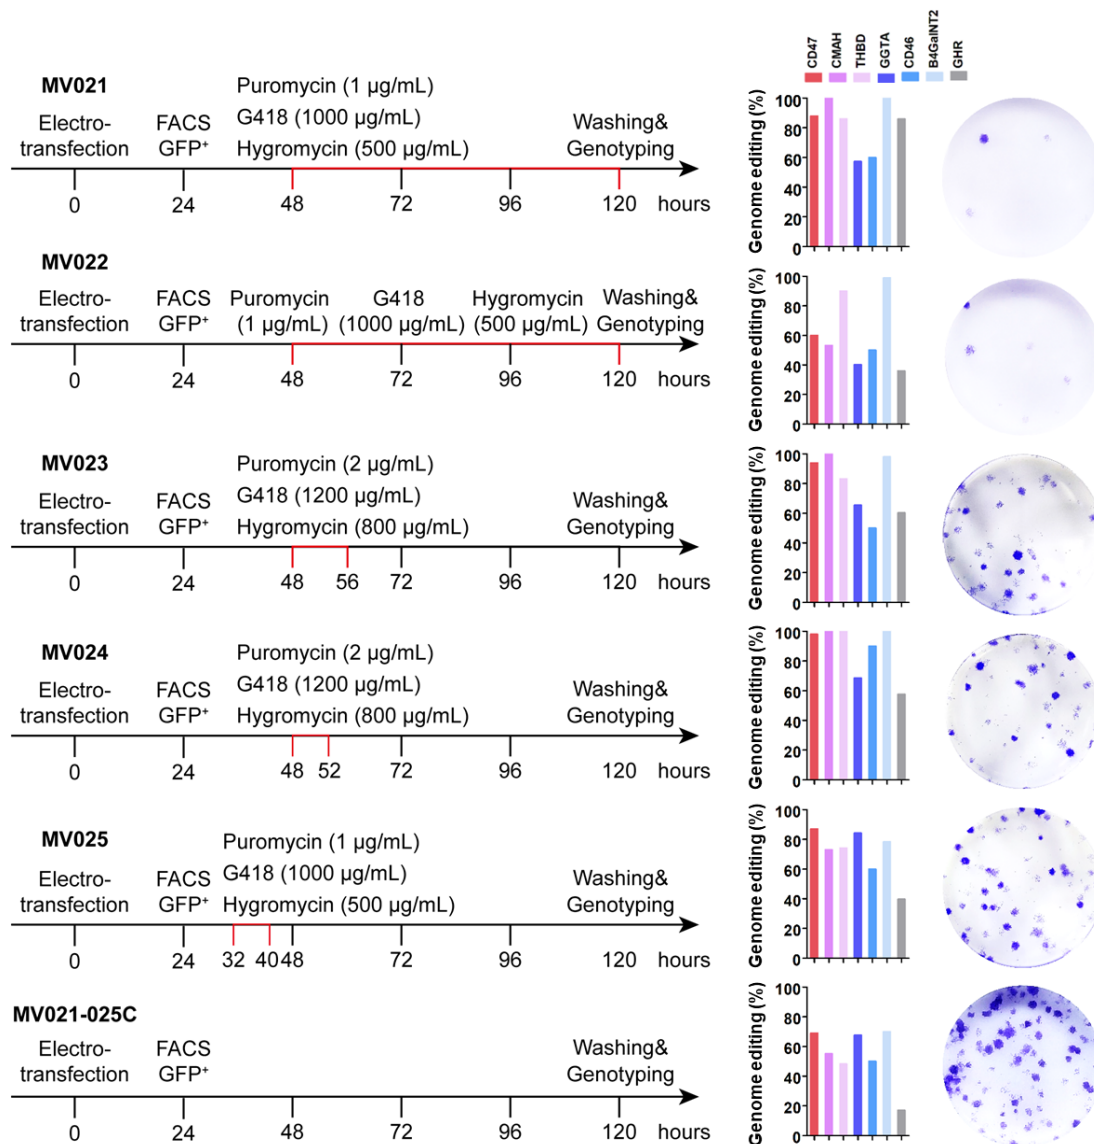 CD47
CMAH
THBD
GGTA
CD46
B4GalNT2
GHR
MV021
Puromycin (1 µg/mL)
Electro- FACS G418 (1000 µg/mL) Washing&
transfection GFP⁺ Hygromycin (500 µg/mL) Genotyping
0 24 48 72 96 120 hours
Genome editing (%)
100
80
60
40
20
0
MV022
Electro- FACS Puromycin G418 Hygromycin Washing&
transfection GFP⁺ (1 µg/mL) (1000 µg/mL) (500 µg/mL) Genotyping
0 24 48 72 96 120 hours
Genome editing (%)
100
80
60
40
20
0
MV023
Puromycin (2 µg/mL)
Electro- FACS G418 (1200 µg/mL) Washing&
transfection GFP⁺ Hygromycin (800 µg/mL) Genotyping
0 24 48 56 72 96 120 hours
Genome editing (%)
100
80
60
40
20
0
MV024
Puromycin (2 µg/mL)
Electro- FACS G418 (1200 µg/mL) Washing&
transfection GFP⁺ Hygromycin (800 µg/mL) Genotyping
0 24 48 52 72 96 120 hours
Genome editing (%)
100
80
60
40
20
0
MV025
Puromycin (1 µg/mL)
Electro- FACS G418 (1000 µg/mL) Washing&
transfection GFP⁺ Hygromycin (500 µg/mL) Genotyping
0 24 32 40 48 72 96 120 hours
Genome editing (%)
100
80
60
40
20
0
MV021-025C
Electro- FACS Washing&
transfection GFP⁺ Genotyping
0 24 48 72 96 120 hours
Genome editing (%)
100
80
60
40
20
0